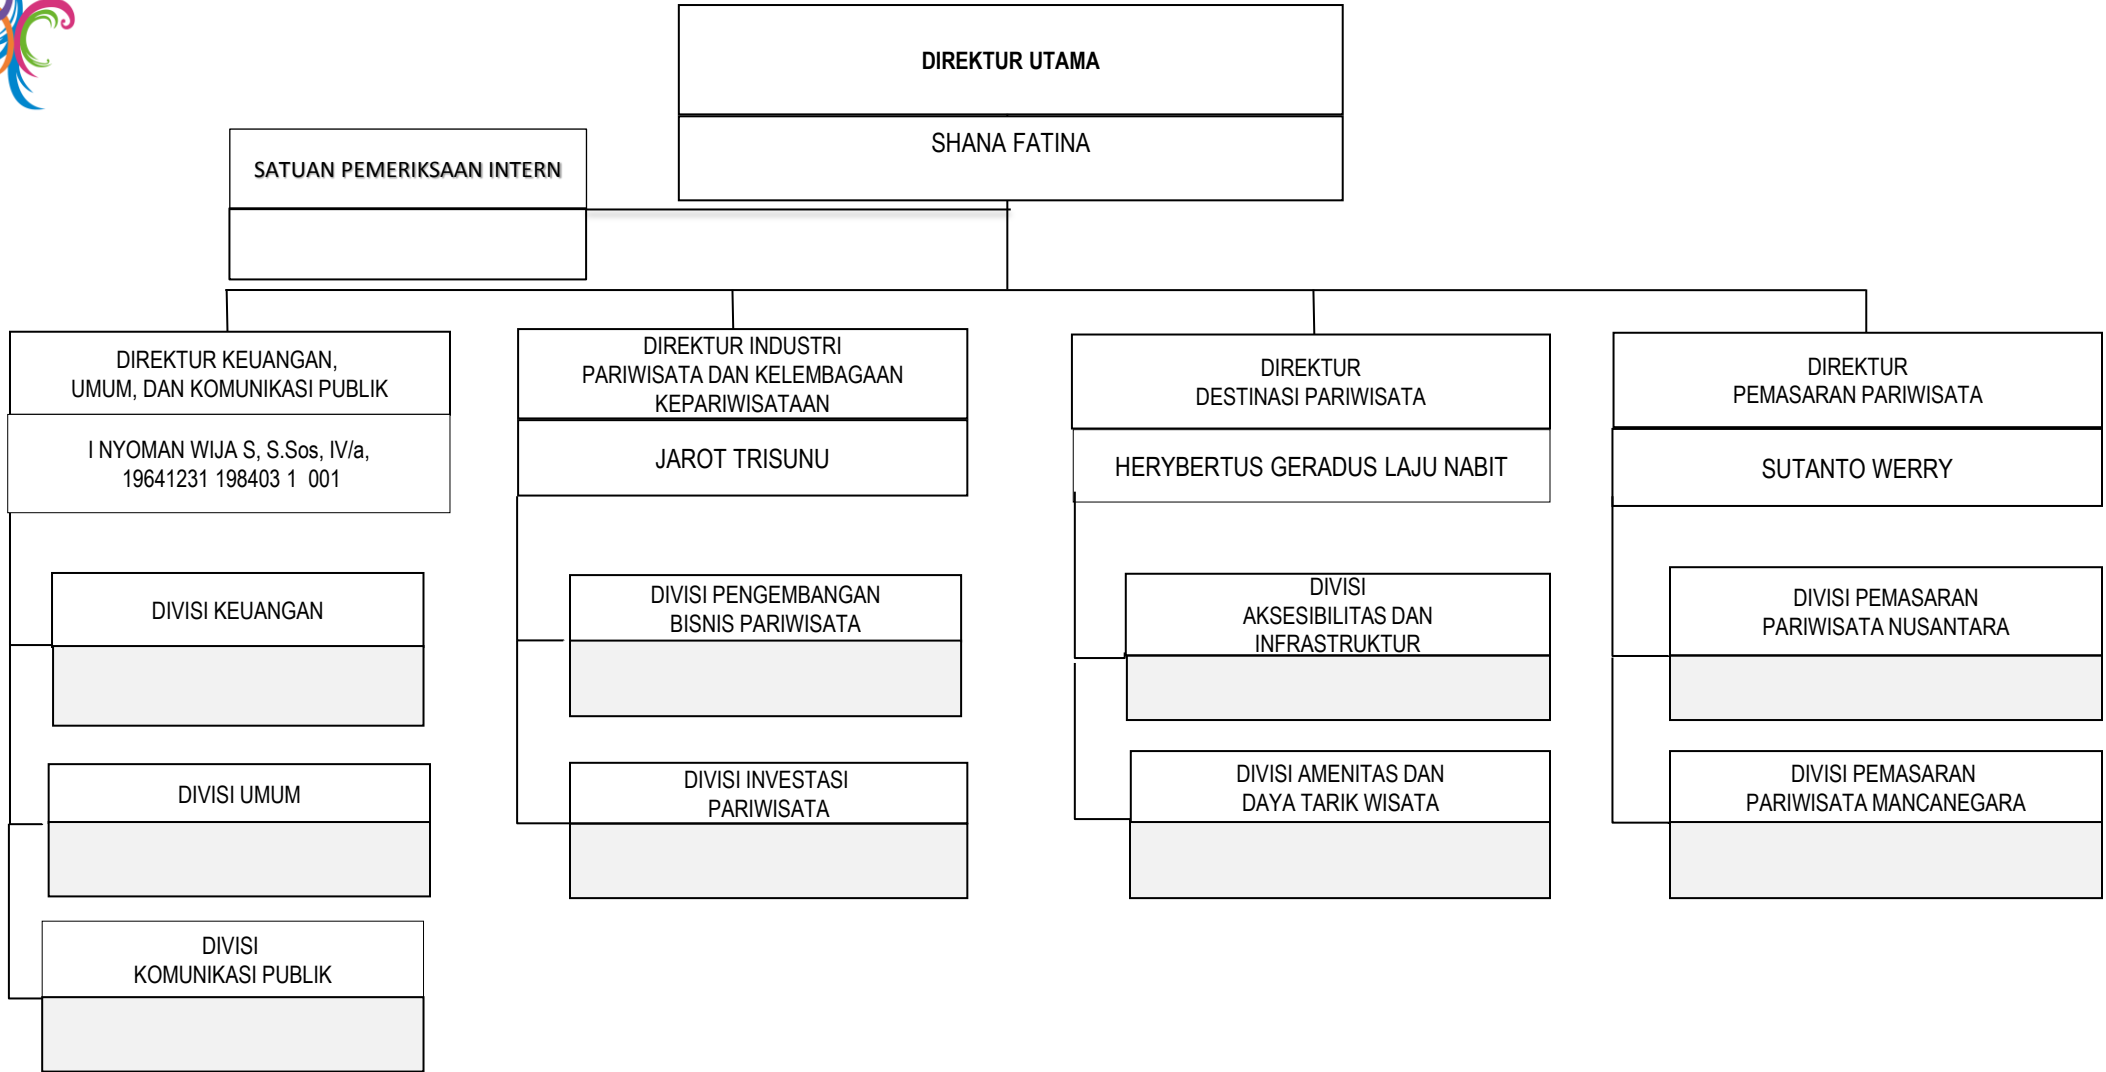 DIREKTUR UTAMA
SHANA FATINA
SATUAN PEMERIKSAAN INTERN
DIREKTUR KEUANGAN,
UMUM, DAN KOMUNIKASI PUBLIK
I NYOMAN WIJA S, S.Sos, IV/a,
19641231 198403 1 001
DIVISI KEUANGAN
DIVISI UMUM
DIVISI
KOMUNIKASI PUBLIK
DIREKTUR INDUSTRI
PARIWISATA DAN KELEMBAGAAN
KEPARIWISATAAN
JAROT TRISUNU
DIVISI PENGEMBANGAN
BISNIS PARIWISATA
DIVISI INVESTASI
PARIWISATA
DIREKTUR
DESTINASI PARIWISATA
HERYBERTUS GERADUS LAJU NABIT
DIVISI
AKSESIBILITAS DAN
INFRASTRUKTUR
DIVISI AMENITAS DAN
DAYA TARIK WISATA
DIREKTUR
PEMASARAN PARIWISATA
SUTANTO WERRY
DIVISI PEMASARAN
PARIWISATA NUSANTARA
DIVISI PEMASARAN
PARIWISATA MANCANEGARA